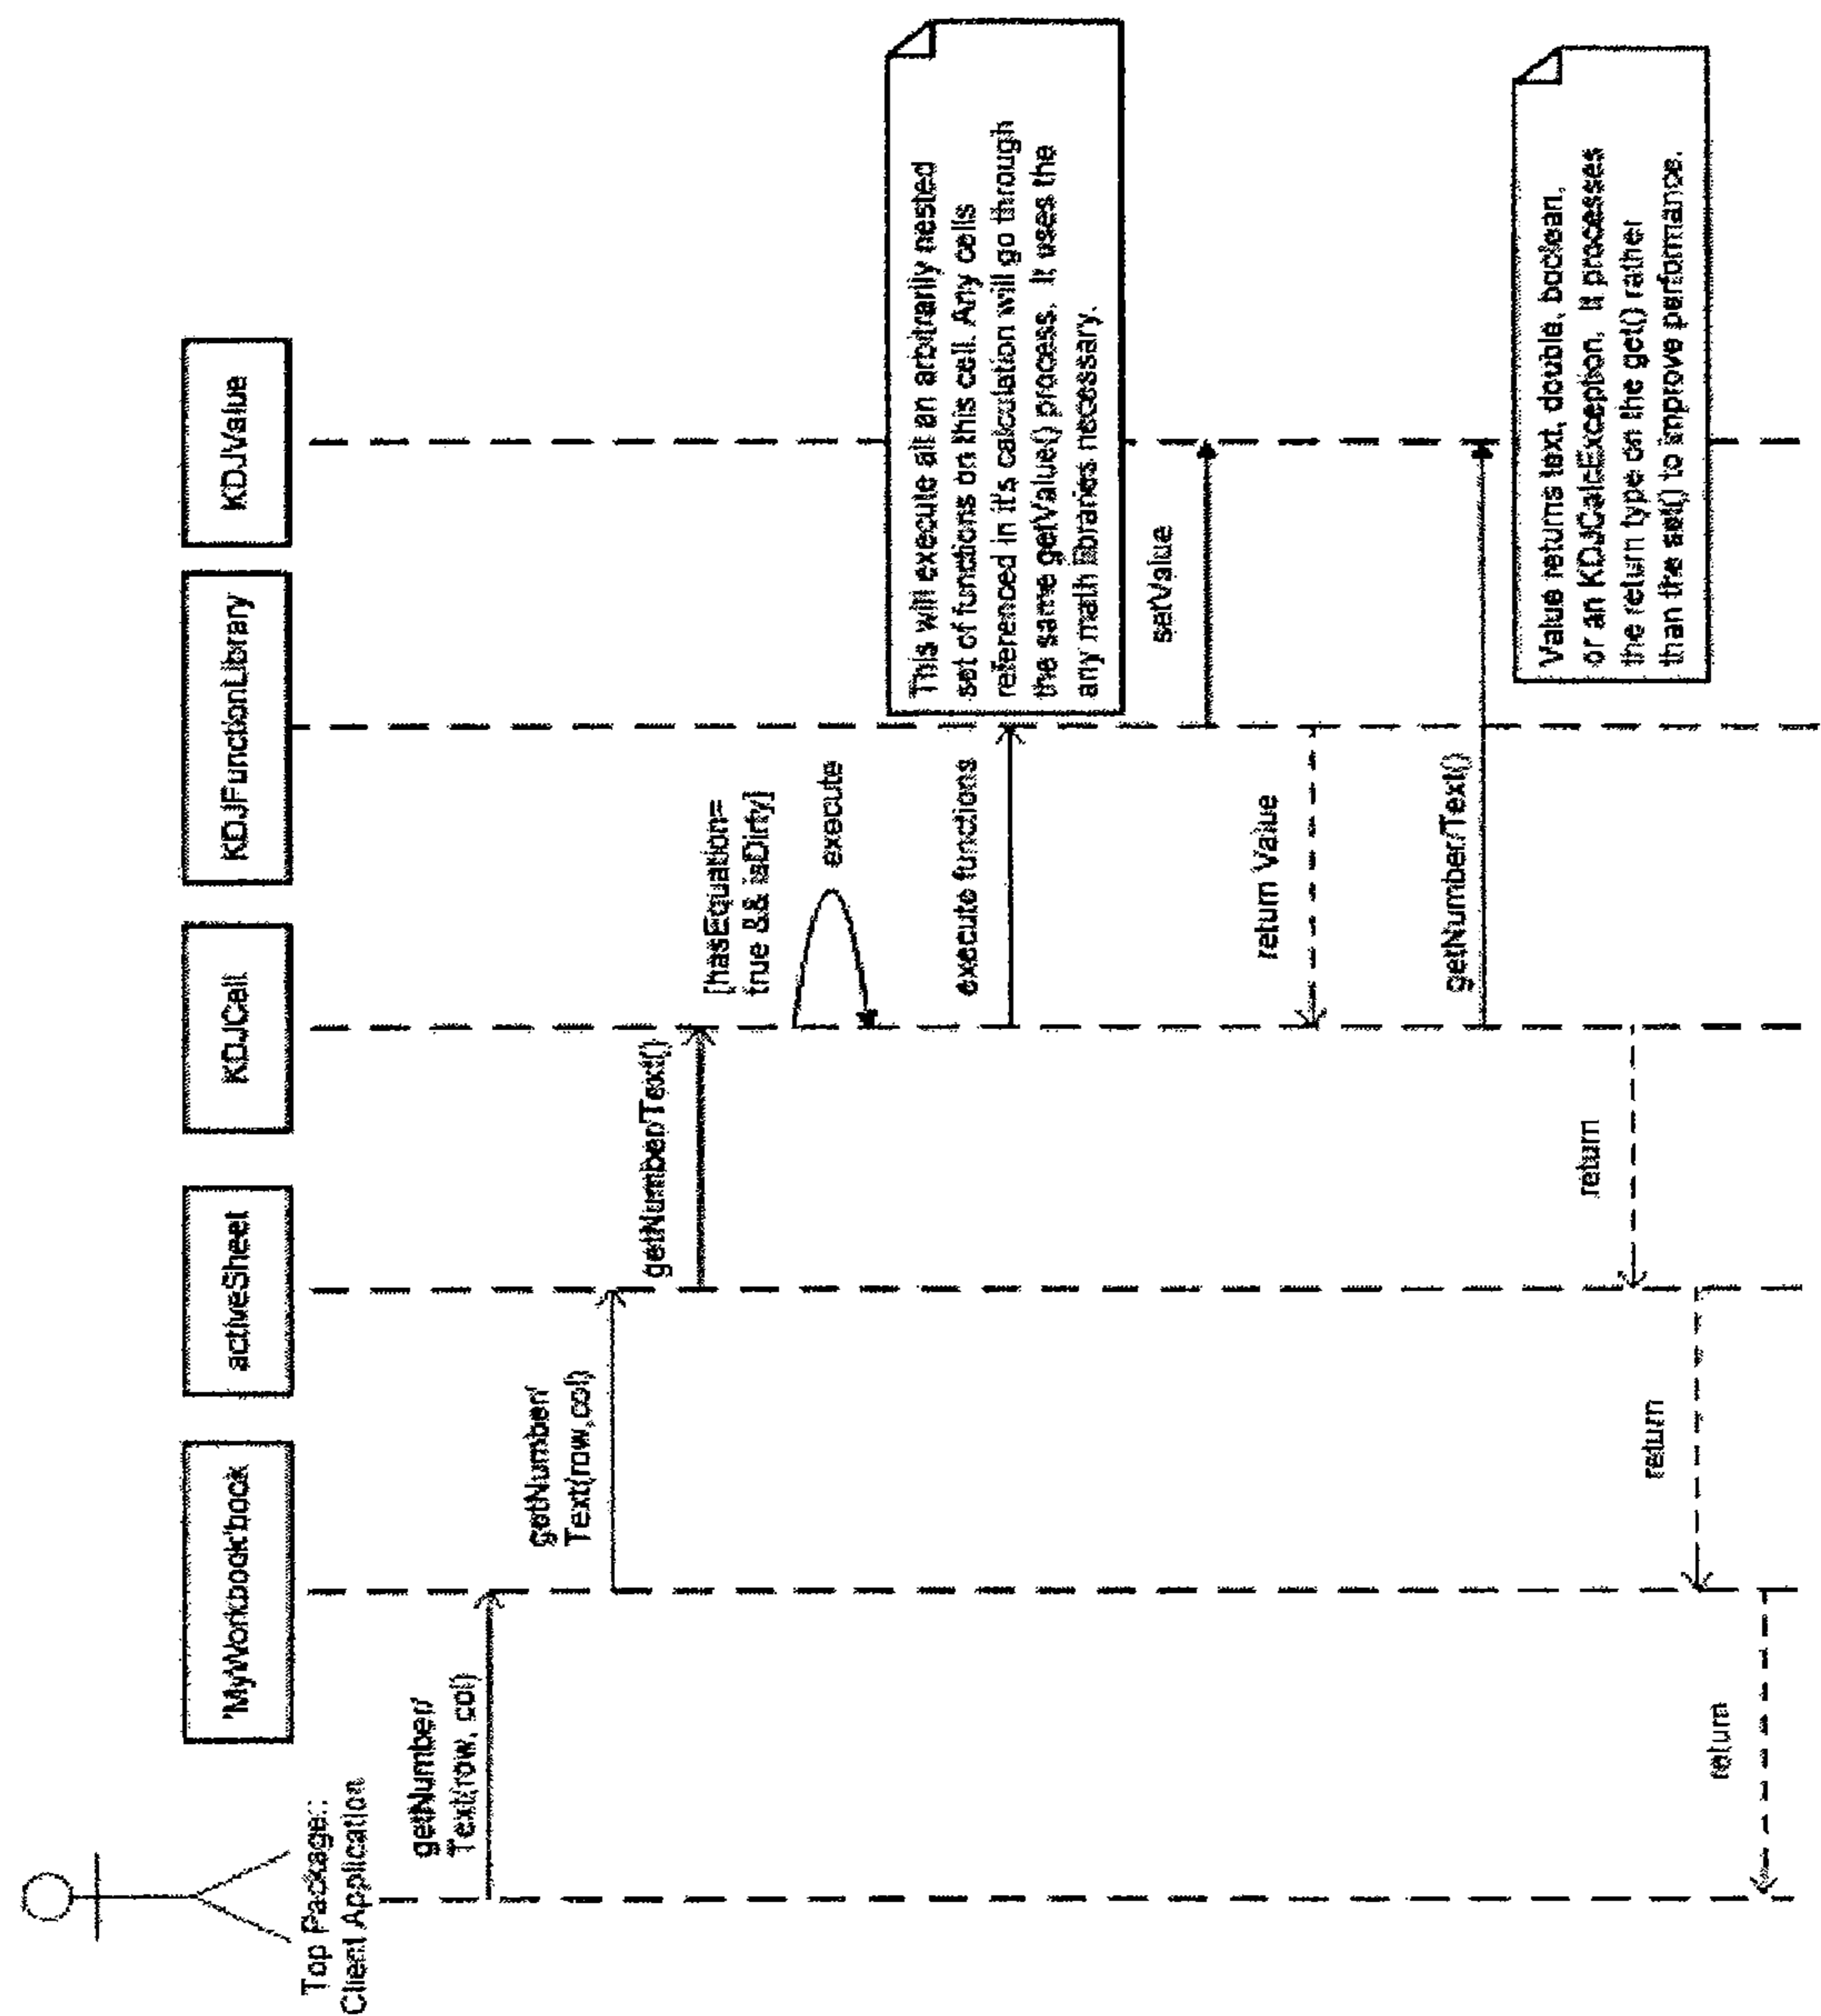 Top Package::
Client Application
'MyWorkbook'book
activeSheet
KDJCell
KDJFunctionLibrary
KDJValue
getNumber/
Text(row, col)
getNumber/
Text(row,col)
getNumber/Text()
[hasEquation=
true && isDirty]
execute
execute functions
This will execute all an arbitrarily nested
set of functions on this cell. Any cells
referenced in it's calculation will go through
the same getValue() process. It uses the
any math libraries necessary.
setValue
return Value
getNumber/Text()
Value returns text, double, boolean,
or an KDJCalcException. It processes
the return type on the get() rather
than the set() to improve performance.
return
return
return